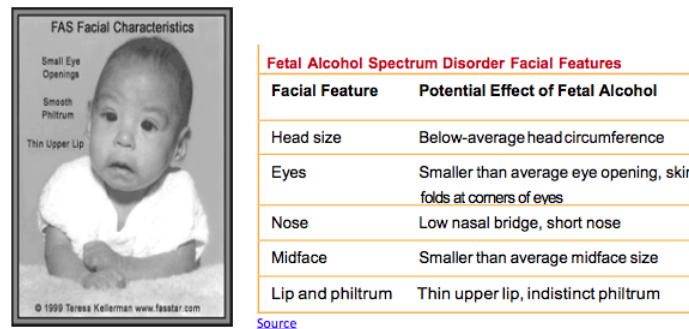 FAS Facial Characteristics
Small Eye
Openings
Smooth
Philtrum
Thin Upper Lip
© 1999 Teresa Kellerman www.fasstar.com
Fetal Alcohol Spectrum Disorder Facial Features
Facial Feature Potential Effect of Fetal Alcohol
Head size Below-average head circumference
Eyes Smaller than average eye opening, skin
folds at corners of eyes
Nose Low nasal bridge, short nose
Midface Smaller than average midface size
Lip and philtrum Thin upper lip, indistinct philtrum
Source